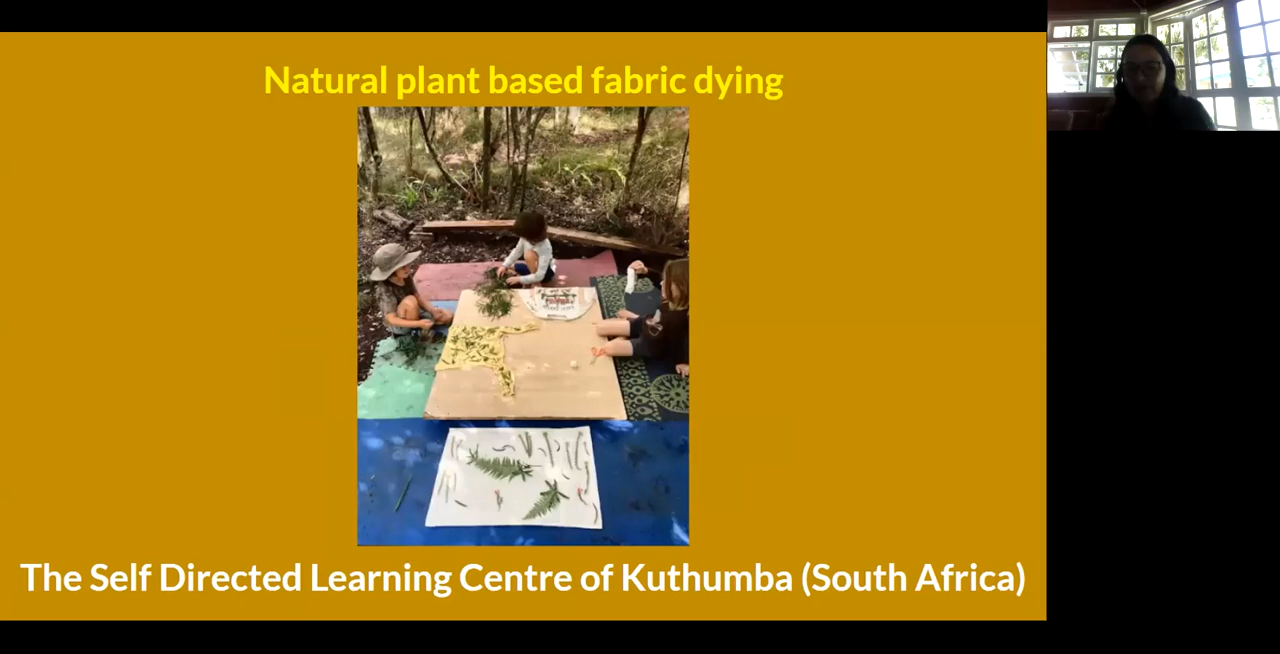 Natural plant based fabric dying
The Self Directed Learning Centre of Kuthumba (South Africa)